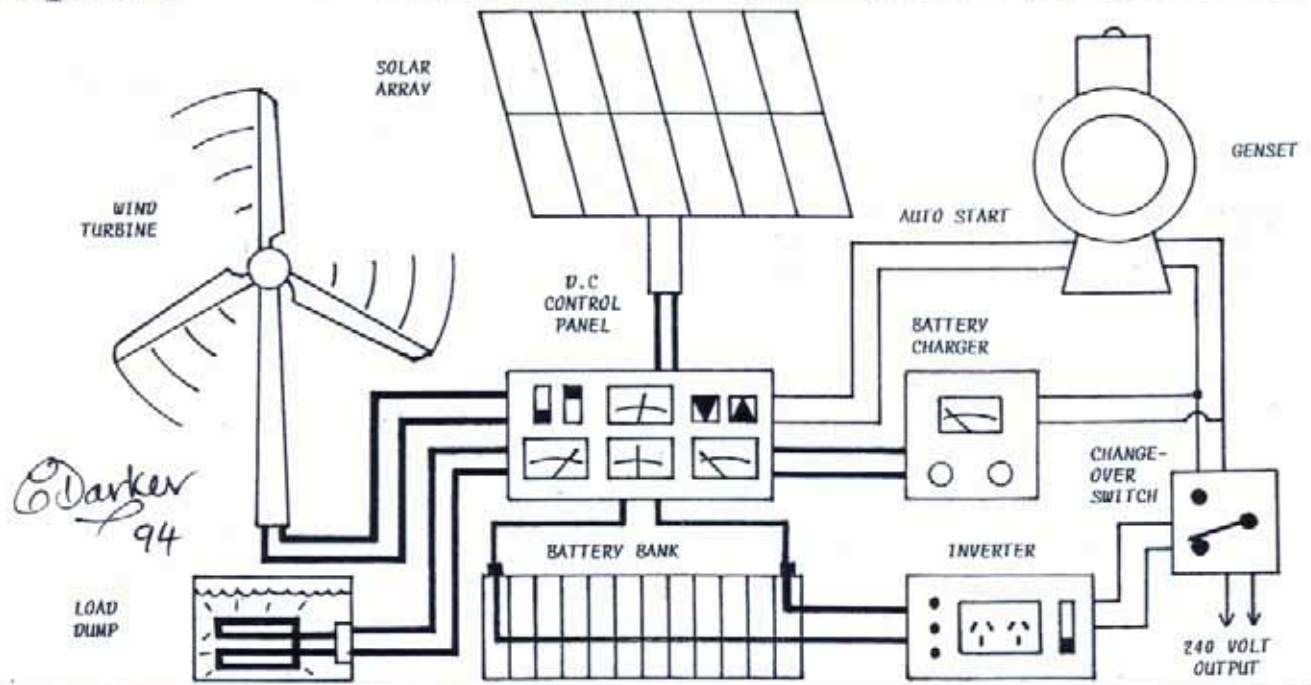 SOLAR
ARRAY
GENSET
WIND
TURBINE
AUTO START
D.C
CONTROL
PANEL
BATTERY
CHARGER
CHANGE-
OVER
SWITCH
Darker
94
BATTERY BANK
INVERTER
LOAD
DUMP
240 VOLT
OUTPUT